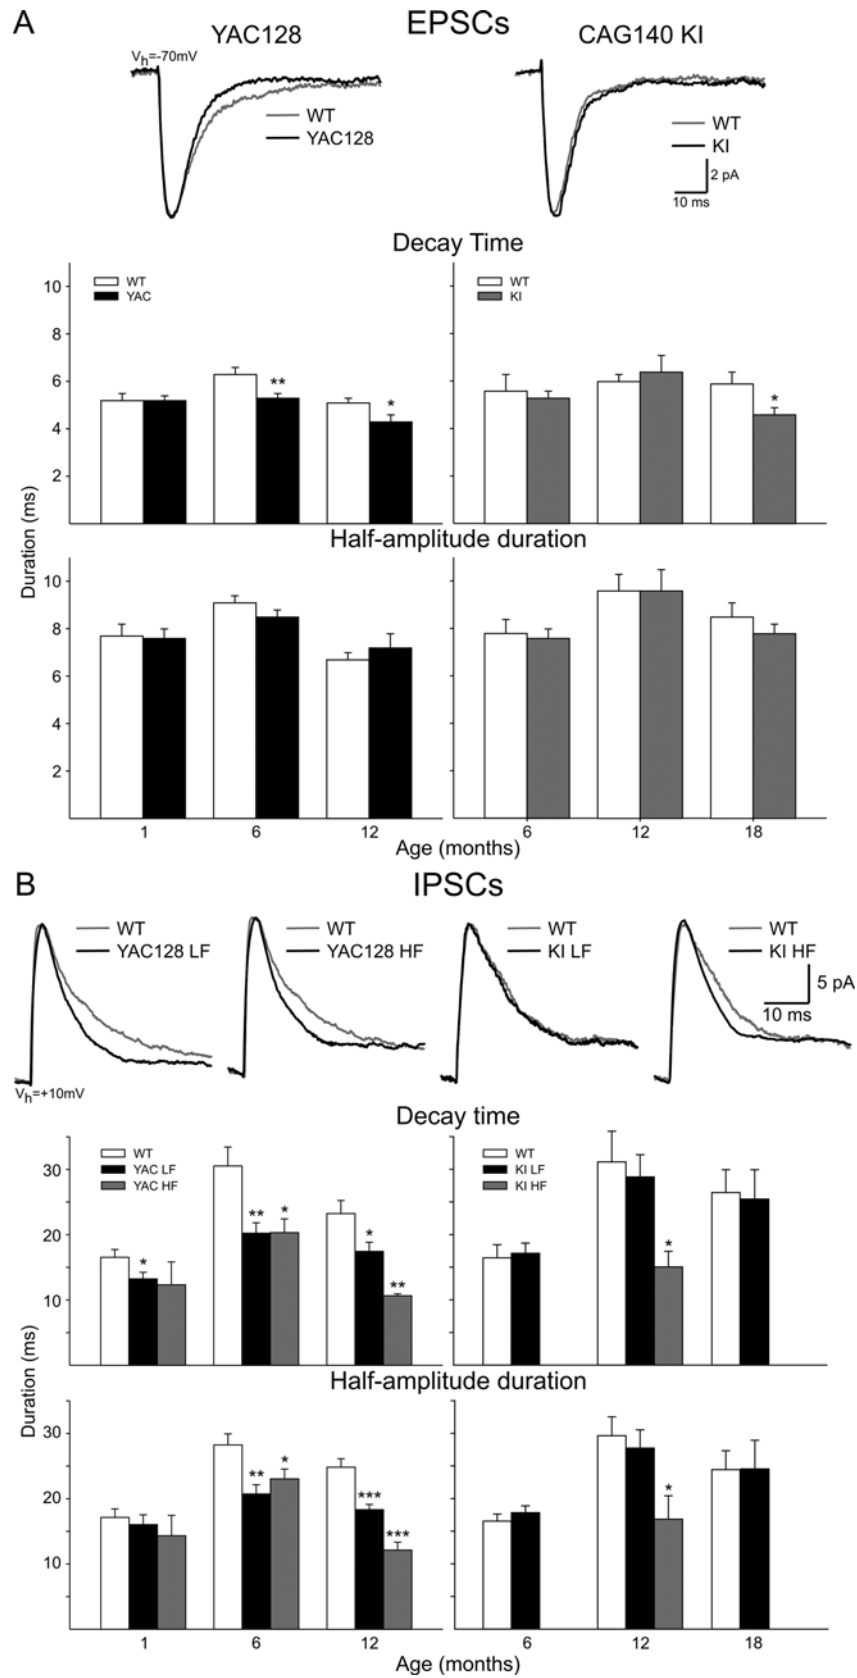 A
EPSCs
YAC128
CAG140 KI
Vh=-70mV
WT
YAC128
WT
KI
2 pA
10 ms
Decay Time
WT
YAC
WT
KI
10
8
6
4
2
**
*
*
Duration (ms)
Half-amplitude duration
10
8
6
4
2
1
6
12
6
12
18
Age (months)
B
IPSCs
WT
YAC128 LF
WT
YAC128 HF
WT
KI LF
WT
KI HF
5 pA
10 ms
Vh=+10mV
Decay time
WT
YAC LF
YAC HF
WT
KI LF
KI HF
30
20
10
*
**
*
*
**
*
Duration (ms)
Half-amplitude duration
30
20
10
**
*
***
***
*
1
6
12
6
12
18
Age (months)